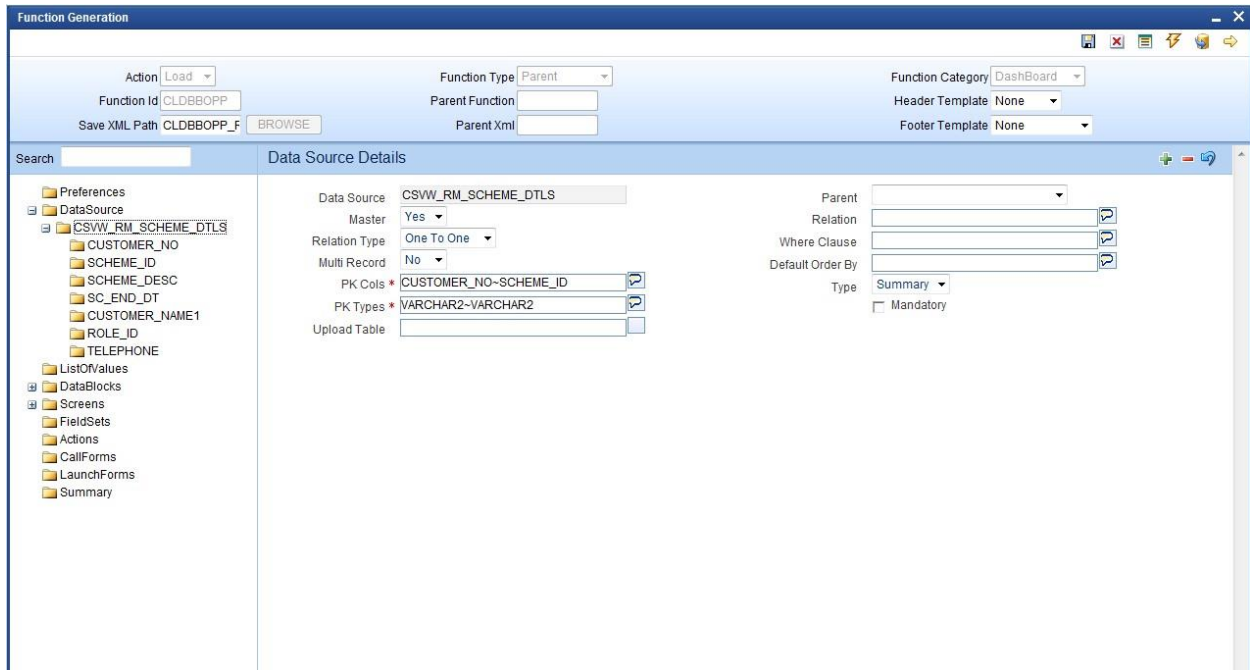 Function Generation
Action Load Function Type Parent Function Category DashBoard
Function Id CLDBBOPP Parent Function Header Template None
Save XML Path CLDBBOPP_F BROWSE Parent Xml Footer Template None
Search Data Source Details
Preferences
DataSource
CSVW_RM_SCHEME_DTLS
CUSTOMER_NO
SCHEME_ID
SCHEME_DESC
SC_END_DT
CUSTOMER_NAME1
ROLE_ID
TELEPHONE
ListOfValues
DataBlocks
Screens
FieldSets
Actions
CallForms
LaunchForms
Summary
Data Source CSVW_RM_SCHEME_DTLS Parent
Master Yes Relation
Relation Type One To One Where Clause
Multi Record No Default Order By
PK Cols * CUSTOMER_NO~SCHEME_ID Type Summary
PK Types * VARCHAR2~VARCHAR2 Mandatory
Upload Table